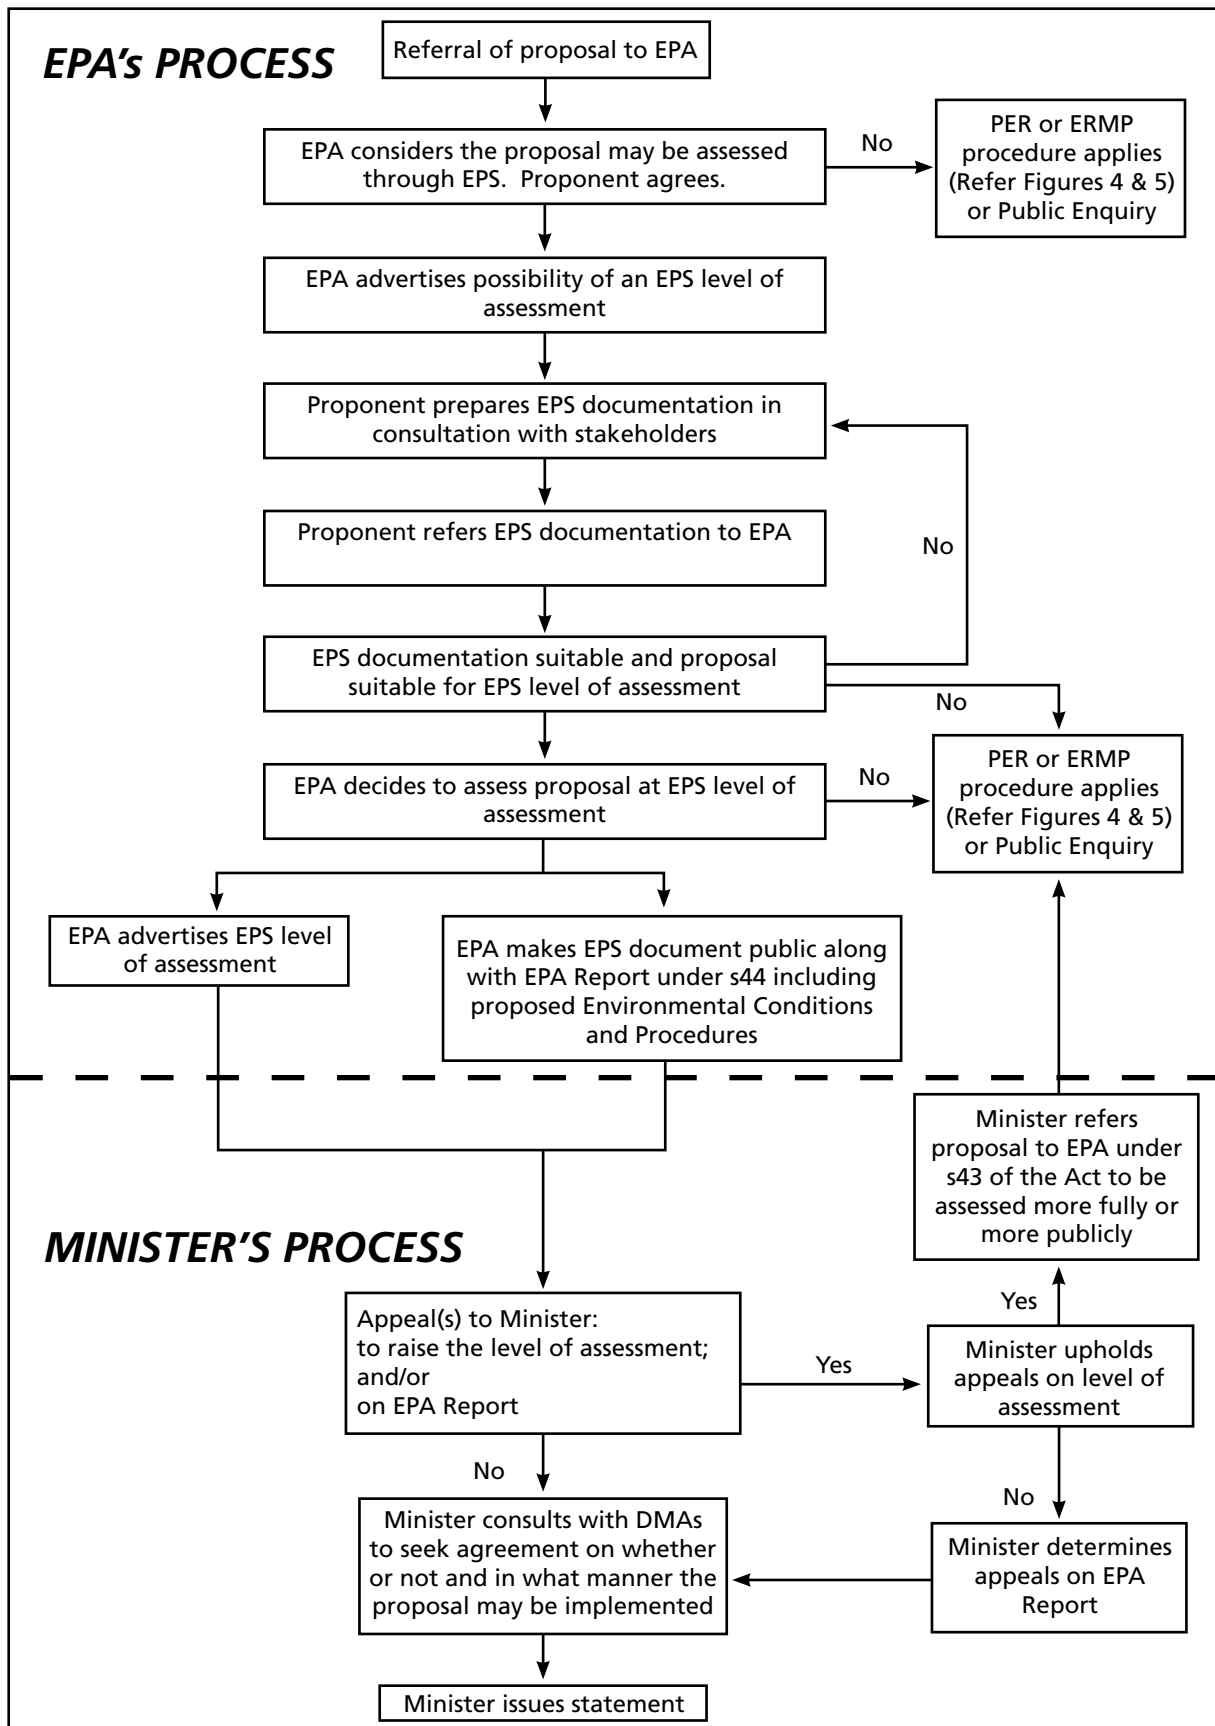 EPA's PROCESS
Referral of proposal to EPA
EPA considers the proposal may be assessed
through EPS. Proponent agrees.
No
PER or ERMP
procedure applies
(Refer Figures 4 & 5)
or Public Enquiry
EPA advertises possibility of an EPS level of
assessment
Proponent prepares EPS documentation in
consultation with stakeholders
Proponent refers EPS documentation to EPA
No
EPS documentation suitable and proposal
suitable for EPS level of assessment
No
EPA decides to assess proposal at EPS level of
assessment
No
PER or ERMP
procedure applies
(Refer Figures 4 & 5)
or Public Enquiry
EPA advertises EPS level
of assessment
EPA makes EPS document public along
with EPA Report under s44 including
proposed Environmental Conditions
and Procedures
MINISTER'S PROCESS
Minister refers
proposal to EPA under
s43 of the Act to be
assessed more fully or
more publicly
Yes
Appeal(s) to Minister:
to raise the level of assessment;
and/or
on EPA Report
Yes
Minister upholds
appeals on level of
assessment
No
No
Minister consults with DMAs
to seek agreement on whether
or not and in what manner the
proposal may be implemented
Minister determines
appeals on EPA
Report
Minister issues statement